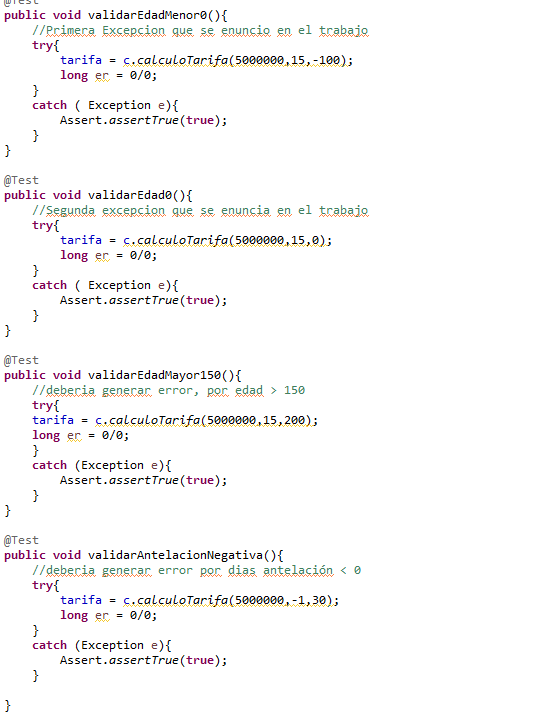 @Test
public void validarEdadMenor0(){
    //Primera Excepcion que se enuncio en el trabajo
    try{
        tarifa = c.calculoTarifa(5000000,15,-100);
        long er = 0/0;
    }
    catch ( Exception e){
        Assert.assertTrue(true);
    }
}
@Test
public void validarEdad0(){
    //Segunda excepcion que se enuncia en el trabajo
    try{
        tarifa = c.calculoTarifa(5000000,15,0);
        long er = 0/0;
    }
    catch ( Exception e){
        Assert.assertTrue(true);
    }
}
@Test
public void validarEdadMayor150(){
    //deberia generar error, por edad > 150
    try{
    tarifa = c.calculoTarifa(5000000,15,200);
    long er = 0/0;
    }
    catch (Exception e){
        Assert.assertTrue(true);
    }
}
@Test
public void validarAntelacionNegativa(){
    //deberia generar error por dias antelación < 0
    try{
        tarifa = c.calculoTarifa(5000000,-1,30);
        long er = 0/0;
    }
    catch (Exception e){
        Assert.assertTrue(true);
    }
}